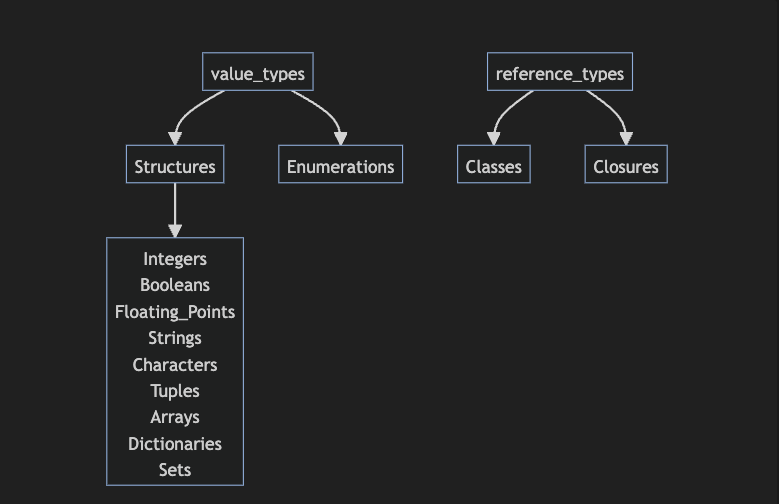 value_types
reference_types
Structures
Enumerations
Classes
Closures
Integers
Booleans
Floating_Points
Strings
Characters
Tuples
Arrays
Dictionaries
Sets